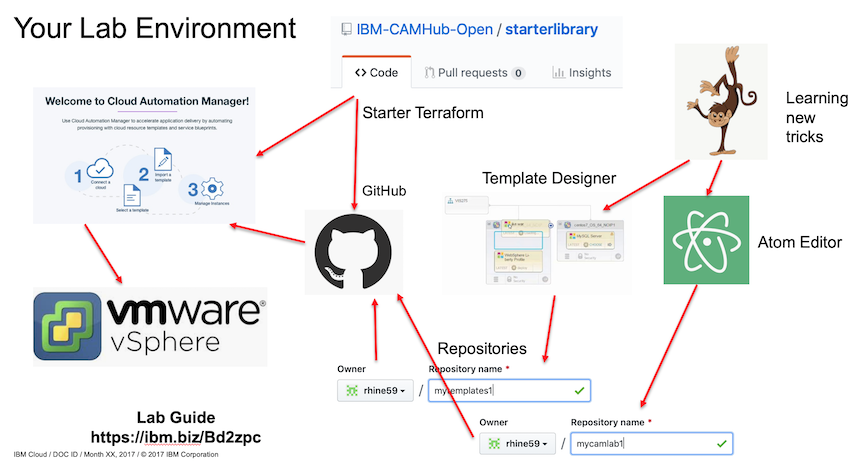 Your Lab Environment
IBM-CAMHub-Open / starterlibrary
Code
Pull requests 0
Insights
Starter Terraform
Welcome to Cloud Automation Manager!
Use Cloud Automation Manager to accelerate application delivery by automating
provisioning with cloud resource templates and service blueprints.
1
Connect a
cloud
2
Import a
template
Select a template
3
Manage Instances
GitHub
Template Designer
Learning
new
tricks
Atom Editor
vmware®
vSphere
Repositories
Owner
Repository name *
rhine59 / mytemplates1
Owner
Repository name *
rhine59 / mycamlab1
Lab Guide
https://ibm.biz/Bd2zpc
IBM Cloud / DOC ID / Month XX, 2017 / © 2017 IBM Corporation